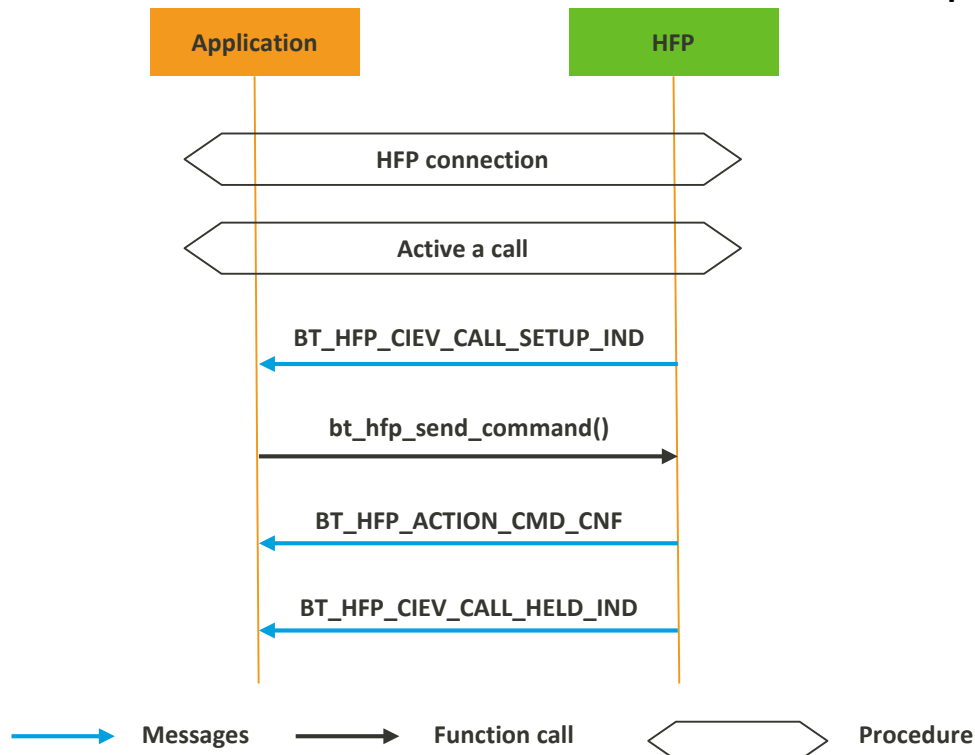 Application
HFP
HFP connection
Active a call
BT_HFP_CIEV_CALL_SETUP_IND
bt_hfp_send_command()
BT_HFP_ACTION_CMD_CNF
BT_HFP_CIEV_CALL_HELD_IND
Messages
Function call
Procedure